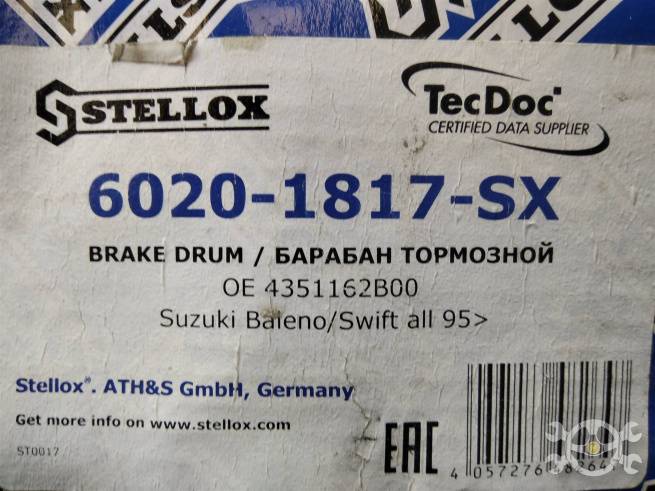 STELLOX
TecDoc
CERTIFIED DATA SUPPLIER
6020-1817-SX
BRAKE DRUM / БАРАБАН ТОРМОЗНОЙ
OE 4351162B00
Suzuki Baleno/Swift all 95>
Stellox®. ATH&S GmbH, Germany
Get more info on www.stellox.com
ST0017
EAC